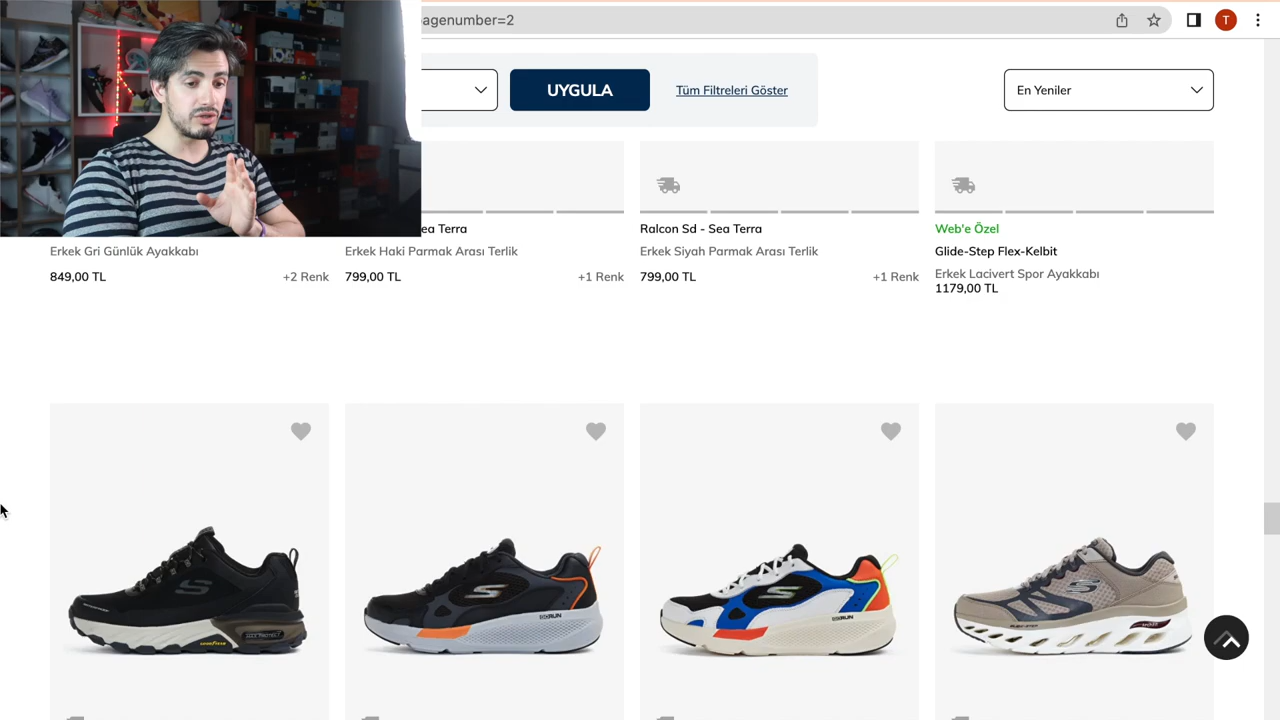 agenumber=2
T
UYGULA
Tüm Filtreleri Göster
En Yeniler
Erkek Gri Günlük Ayakkabı
849,00 TL
+2 Renk
ea Terra
Erkek Haki Parmak Arası Terlik
799,00 TL
+1 Renk
Ralcon Sd - Sea Terra
Erkek Siyah Parmak Arası Terlik
799,00 TL
+1 Renk
Web'e Özel
Glide-Step Flex-Kelbit
Erkek Lacivert Spor Ayakkabı
1179,00 TL
GOODYEAR